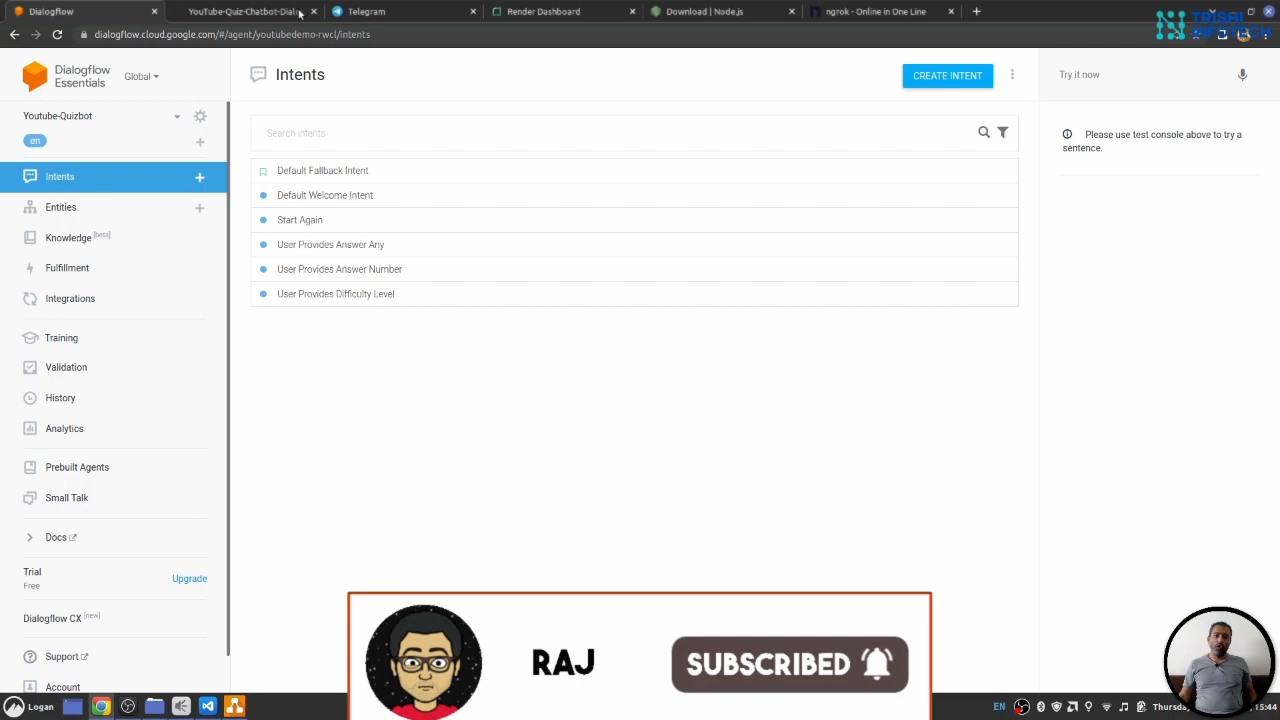 Dialogflow
YouTube-Quiz-Chatbot-Dialo
Telegram
Render Dashboard
Download | Node.js
ngrok - Online in One Line
dialogflow.cloud.google.com/#/agent/youtubedemo-rwcl/intents
TRISHI INFOTECH
Dialogflow
Essentials
Global
Intents
CREATE INTENT
Try it now
Youtube-Quizbot
en
Search intents
Please use test console above to try a
sentence.
Intents
Entities
Knowledge [beta]
Fulfillment
Integrations
Training
Validation
History
Analytics
Prebuilt Agents
Small Talk
Docs
Trial
Free
Upgrade
Dialogflow CX [new]
Support
Account
Default Fallback Intent
Default Welcome Intent
Start Again
User Provides Answer Any
User Provides Answer Number
User Provides Difficulty Level
RAJ
SUBSCRIBED
Logan
EN
Thursday
15:44